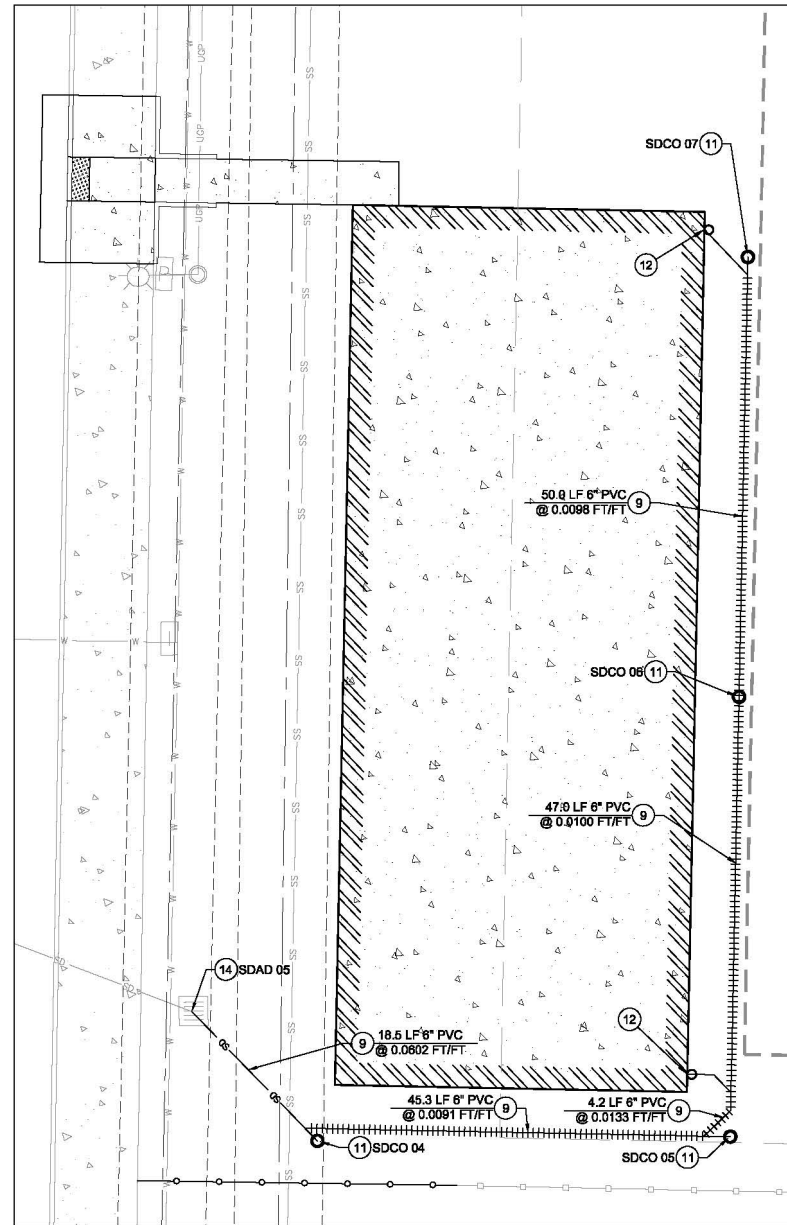 UGP
SS
SDCO 07 11
W
12
UGP
SS
W
50.0 LF 6" PVC
@ 0.0098 FT/FT 9
SS
W
SDCO 06 11
W
SS
47.0 LF 6" PVC
@ 0.0100 FT/FT 9
SS
W
14 SDAD 05
12
SD
9 18.5 LF 6" PVC
@ 0.0602 FT/FT
SD
45.3 LF 6" PVC
@ 0.0091 FT/FT 9
4.2 LF 6" PVC
@ 0.0133 FT/FT 9
11 SDCO 04
SDCO 05 11